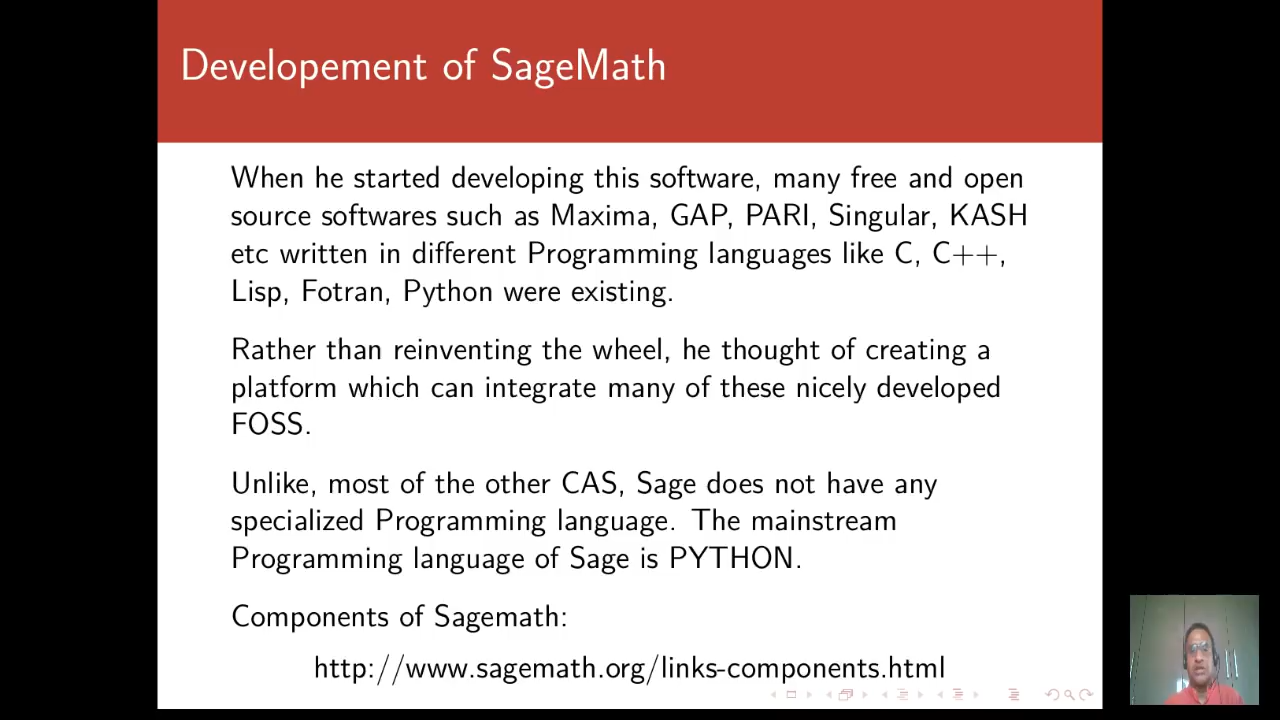 Developement of SageMath
When he started developing this software, many free and open
source softwares such as Maxima, GAP, PARI, Singular, KASH
etc written in different Programming languages like C, C++,
Lisp, Fotran, Python were existing.
Rather than reinventing the wheel, he thought of creating a
platform which can integrate many of these nicely developed
FOSS.
Unlike, most of the other CAS, Sage does not have any
specialized Programming language. The mainstream
Programming language of Sage is PYTHON.
Components of Sagemath:
http://www.sagemath.org/links-components.html